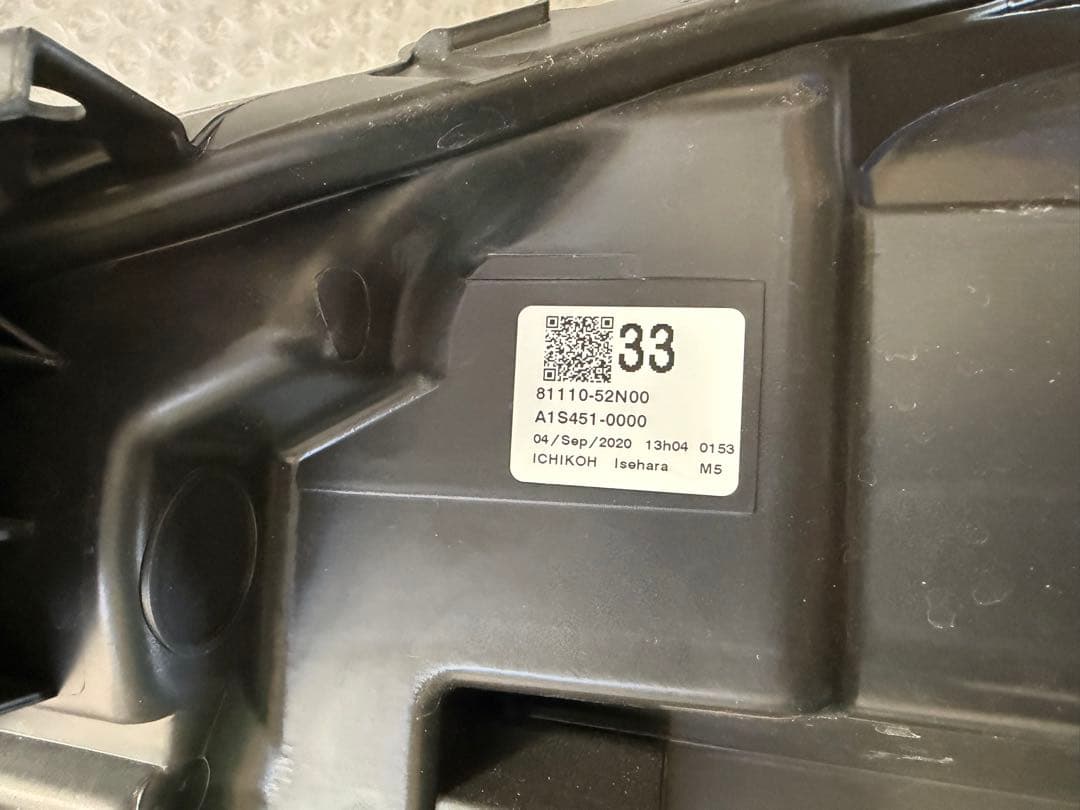 33
81110-52N00
A1S451-0000
04/Sep/2020 13h04 0153
ICHIKOH Isehara M5